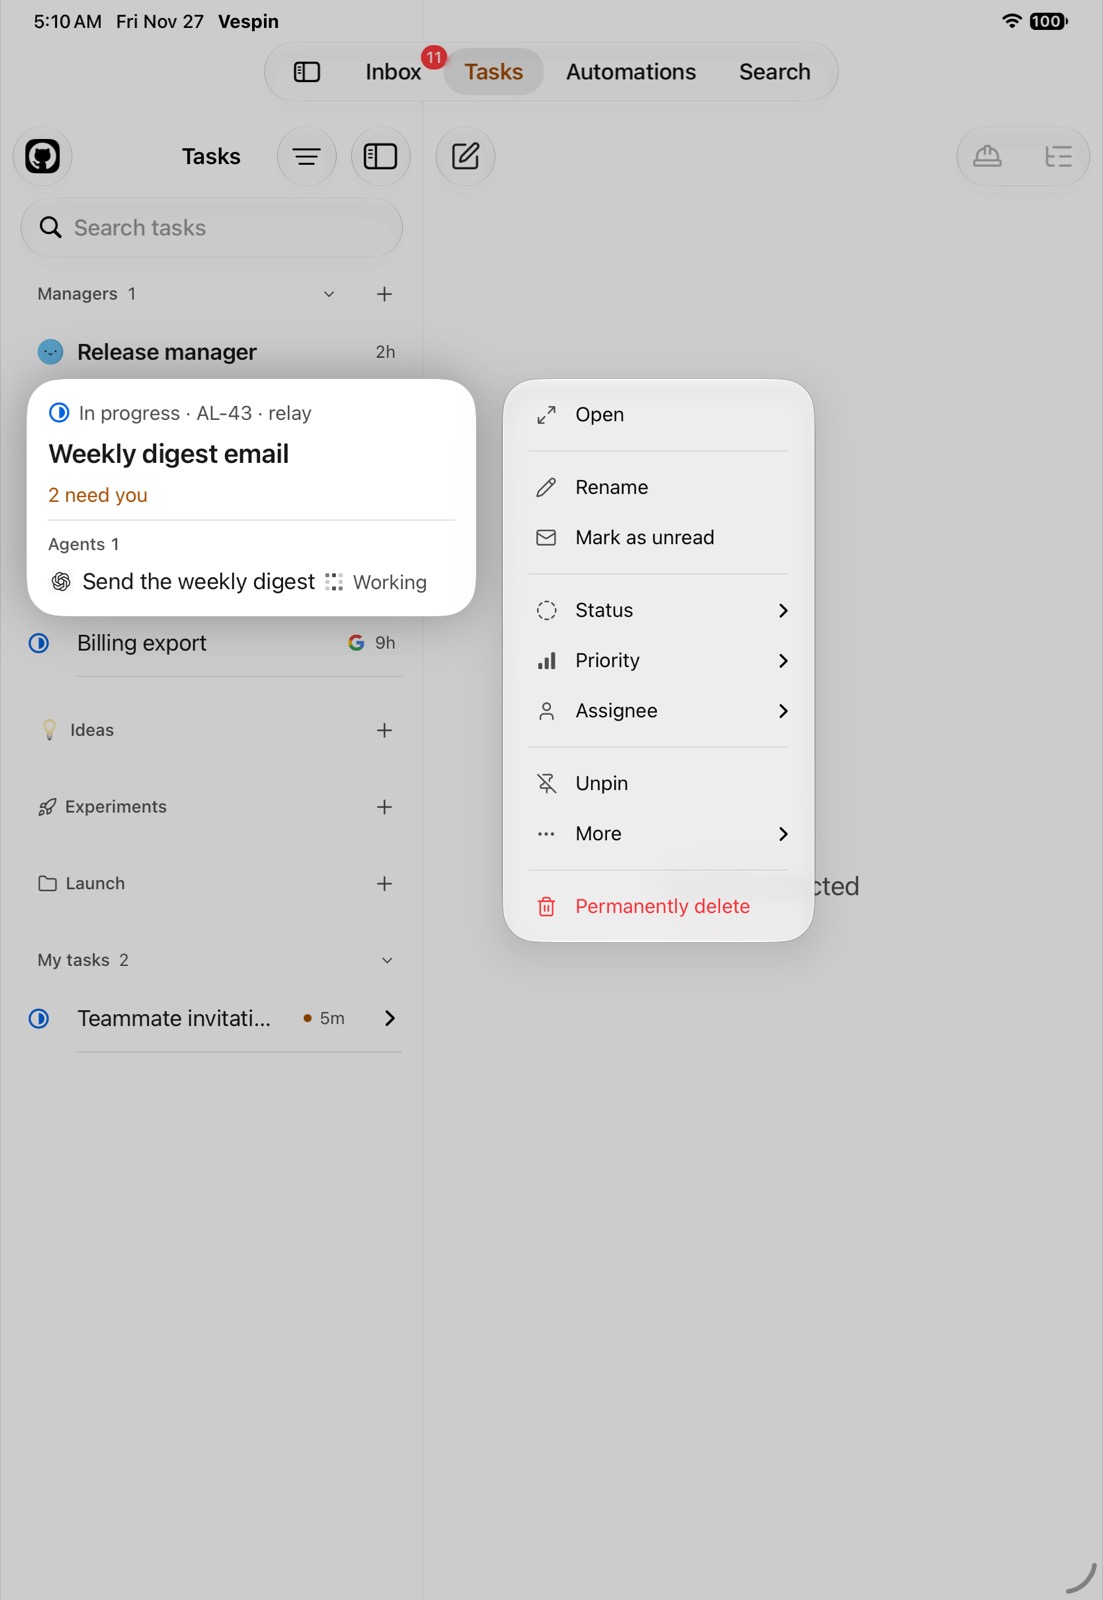 5:10 AM Fri Nov 27 Vespin
100
Inbox 11 Tasks Automations Search
Tasks
Search tasks
Managers 1
Release manager 2h
In progress · AL-43 · relay
Weekly digest email
2 need you
Agents 1
Send the weekly digest Working
Billing export 9h
Ideas
Experiments
Launch
My tasks 2
Teammate invitati... 5m
Open
Rename
Mark as unread
Status
Priority
Assignee
Unpin
More
Permanently delete